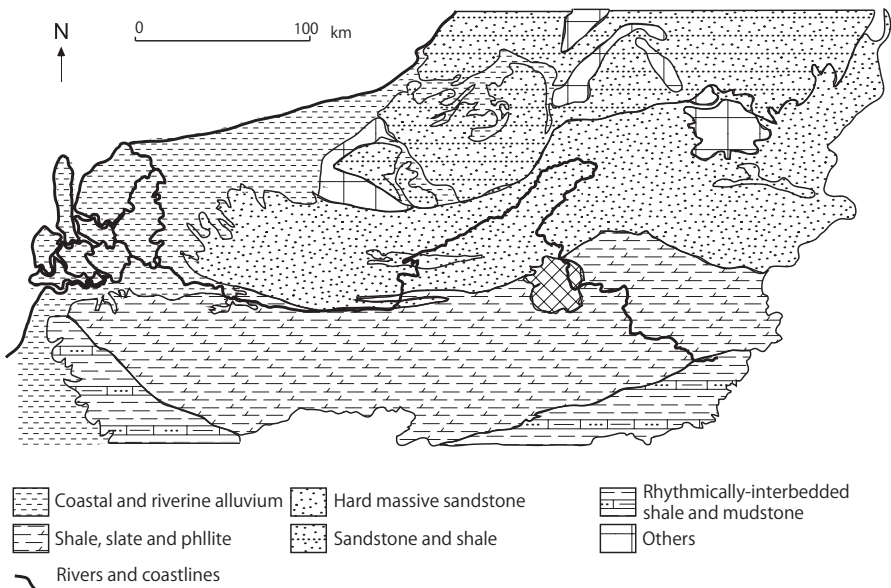 N
0 100 km
Coastal and riverine alluvium
Hard massive sandstone
Rhythmically-interbedded
shale and mudstone
Shale, slate and phllite
Sandstone and shale
Others
Rivers and coastlines